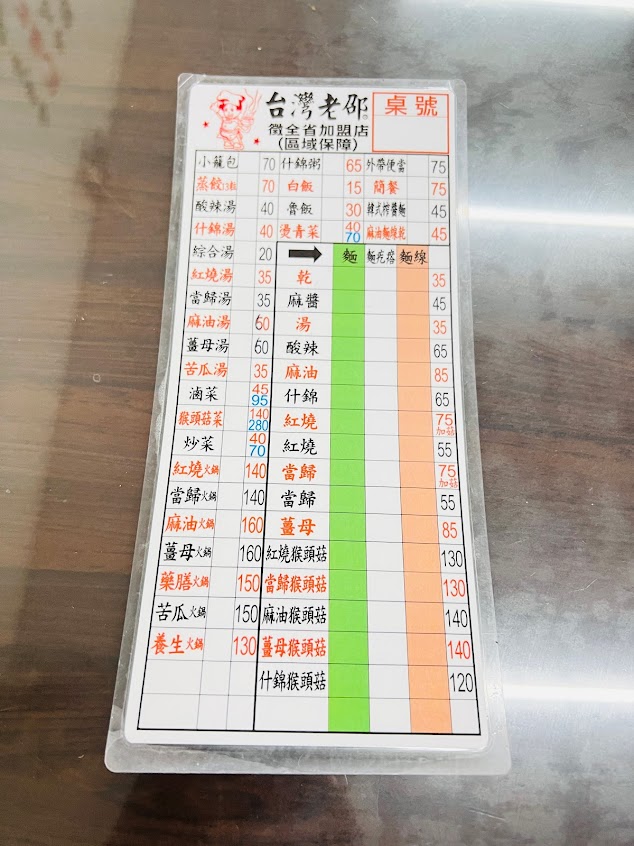 台灣老邵
桌號
徵全省加盟店
(區域保障)
小籠包 70 什錦粥 65 外帶便當 75
蒸餃13粒 70 白飯 15 簡餐 75
酸辣湯 40 魯飯 30 韓式炸醬麵 45
什錦湯 40 燙青菜 40 70 麻油麵線乾 45
綜合湯 20 麵 麵疙瘩 麵線
紅燒湯 35 乾 35
當歸湯 35 麻醬 45
麻油湯 60 湯 35
薑母湯 60 酸辣 65
苦瓜湯 35 麻油 85
滷菜 45 95 什錦 65
猴頭菇菜 140 280 紅燒 75 加菇
炒菜 40 70 紅燒 55
紅燒火鍋 140 當歸 75 加菇
當歸火鍋 140 當歸 55
麻油火鍋 160 薑母 85
薑母火鍋 160 紅燒猴頭菇 130
藥膳火鍋 150 當歸猴頭菇 130
苦瓜火鍋 150 麻油猴頭菇 140
養生火鍋 130 薑母猴頭菇 140
什錦猴頭菇 120